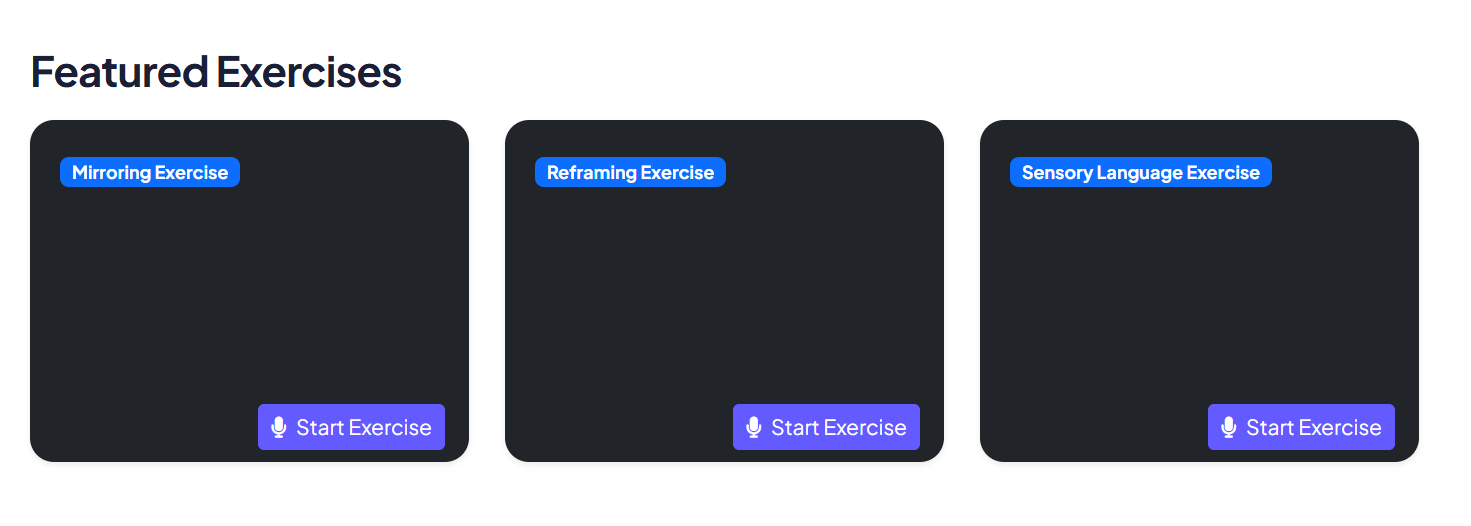 Featured Exercises
Mirroring Exercise
Reframing Exercise
Sensory Language Exercise
Start Exercise
Start Exercise
Start Exercise